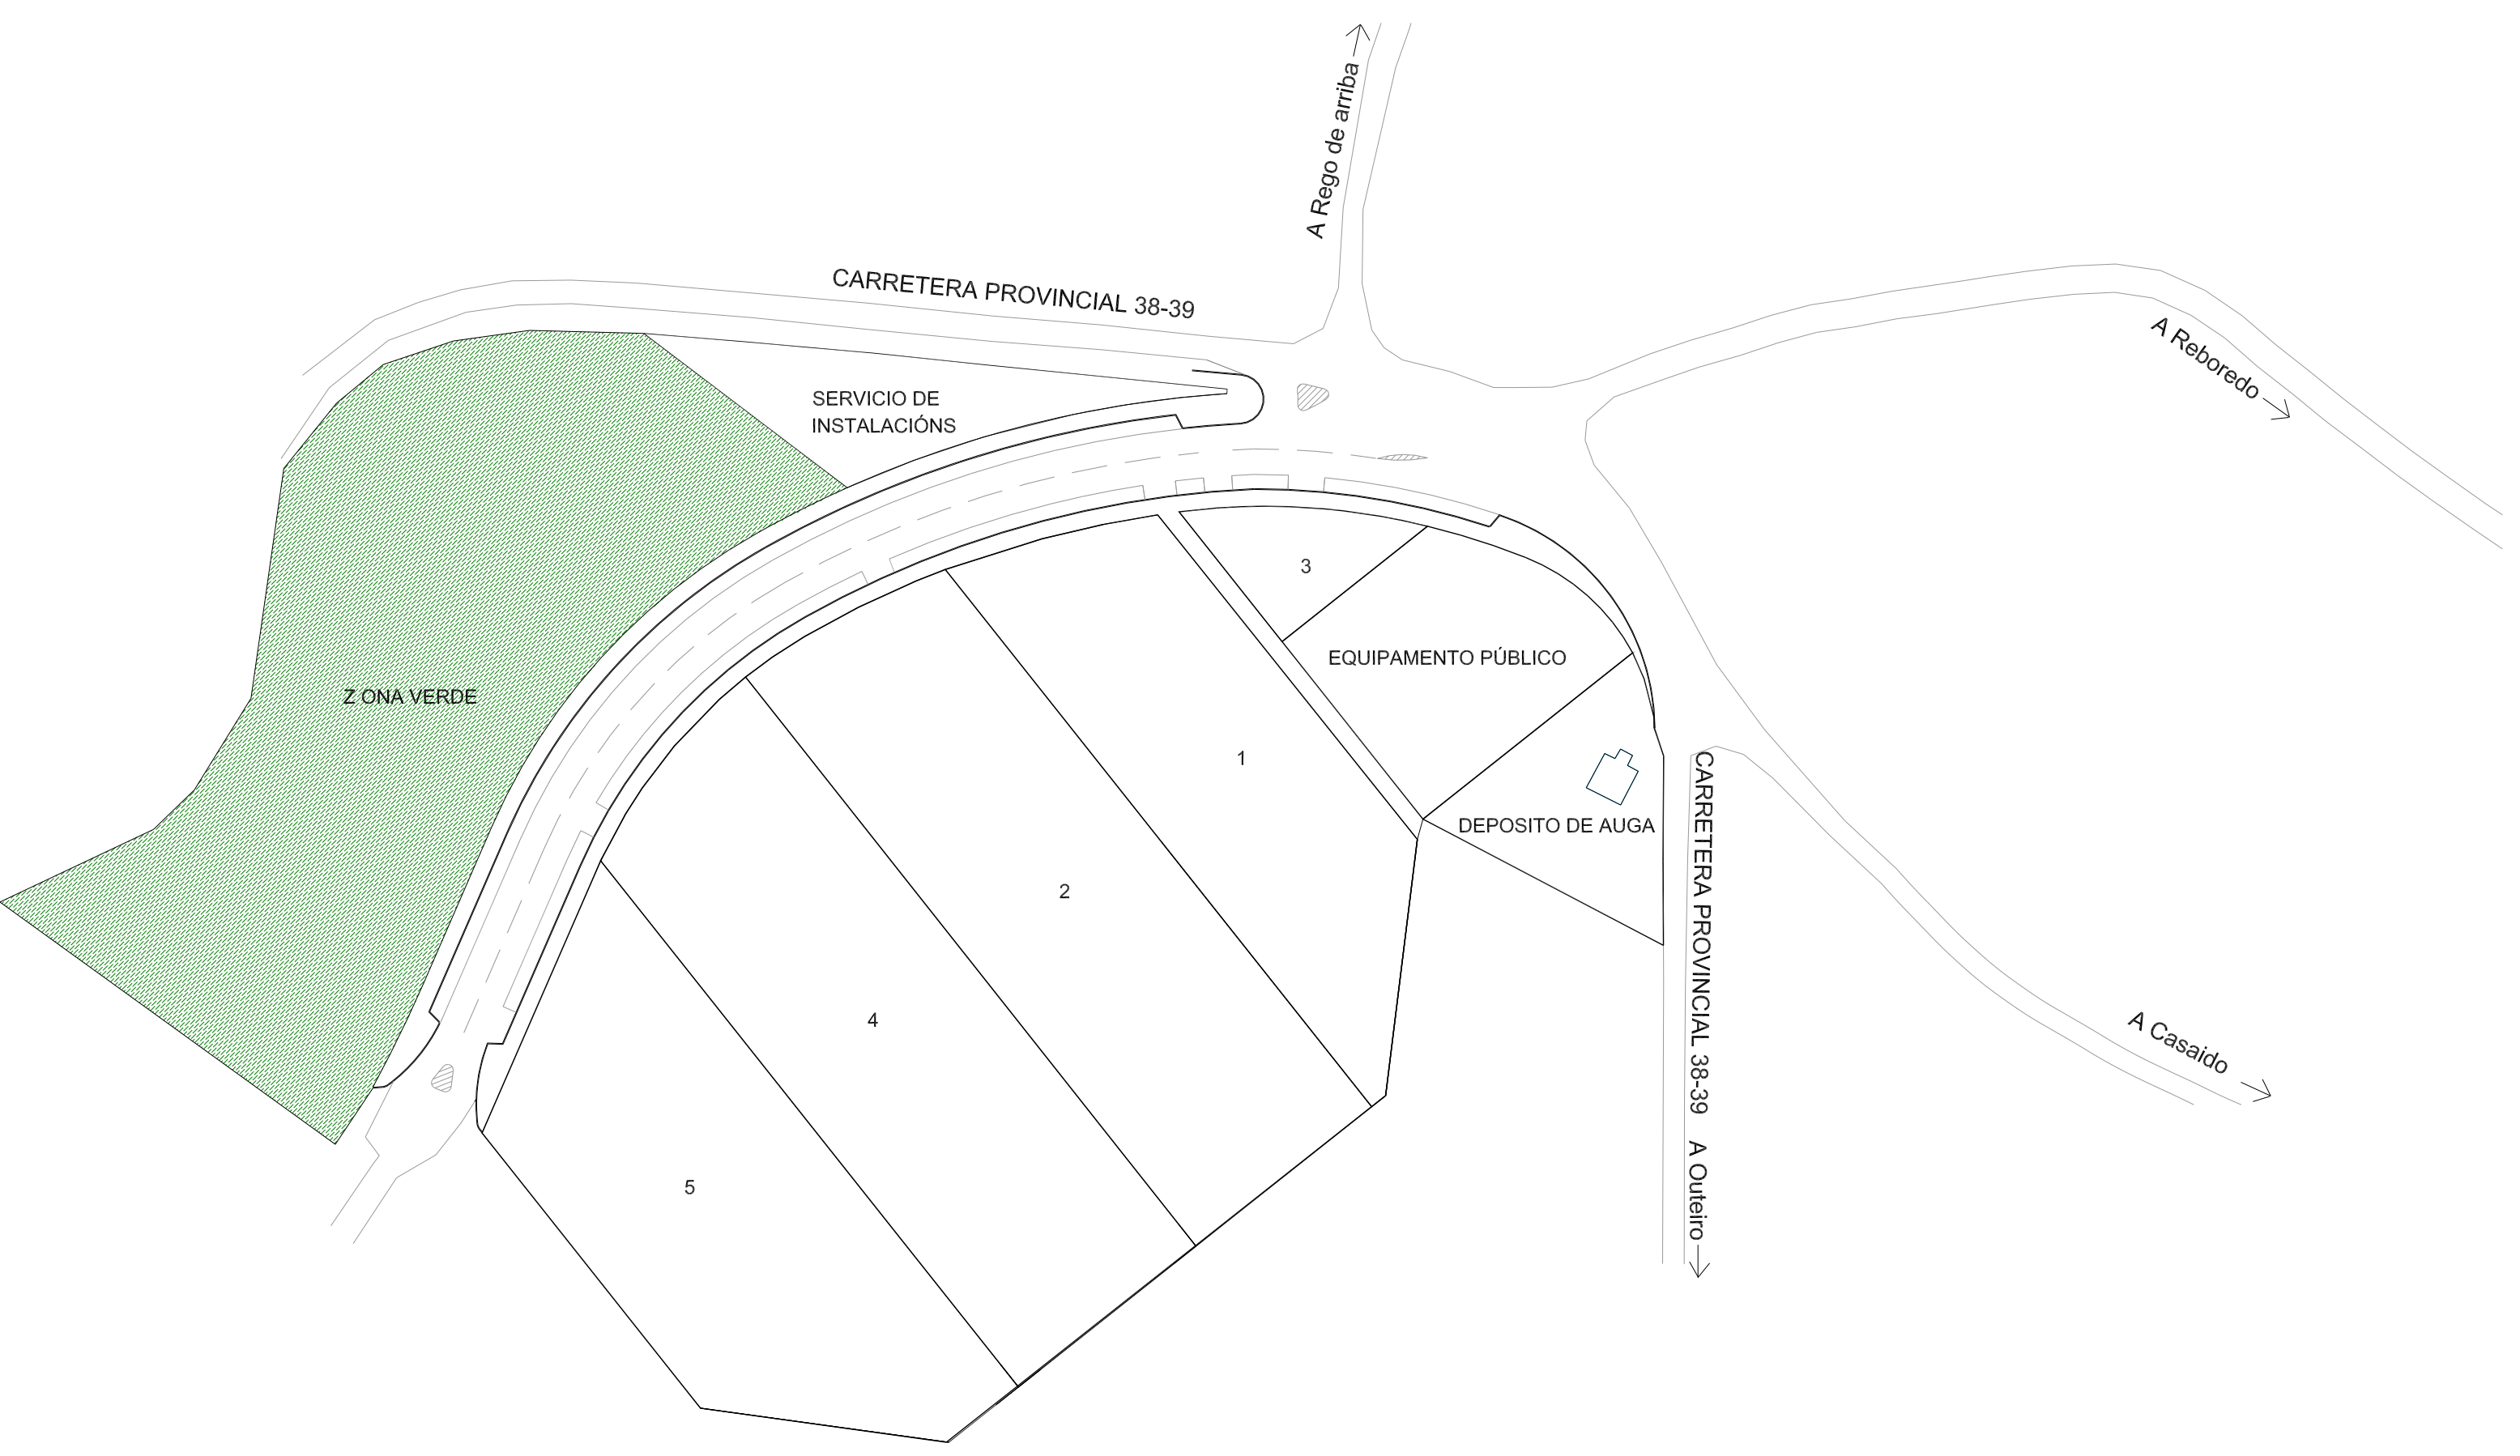 A Rego de arriba
CARRETERA PROVINCIAL 38-39
A Reboredo
SERVICIO DE
INSTALACIÓNS
3
EQUIPAMENTO PÚBLICO
Z ONA VERDE
1
DEPOSITO DE AUGA
CARRETERA PROVINCIAL 38-39 A Outeiro
2
4
A Casaido
5